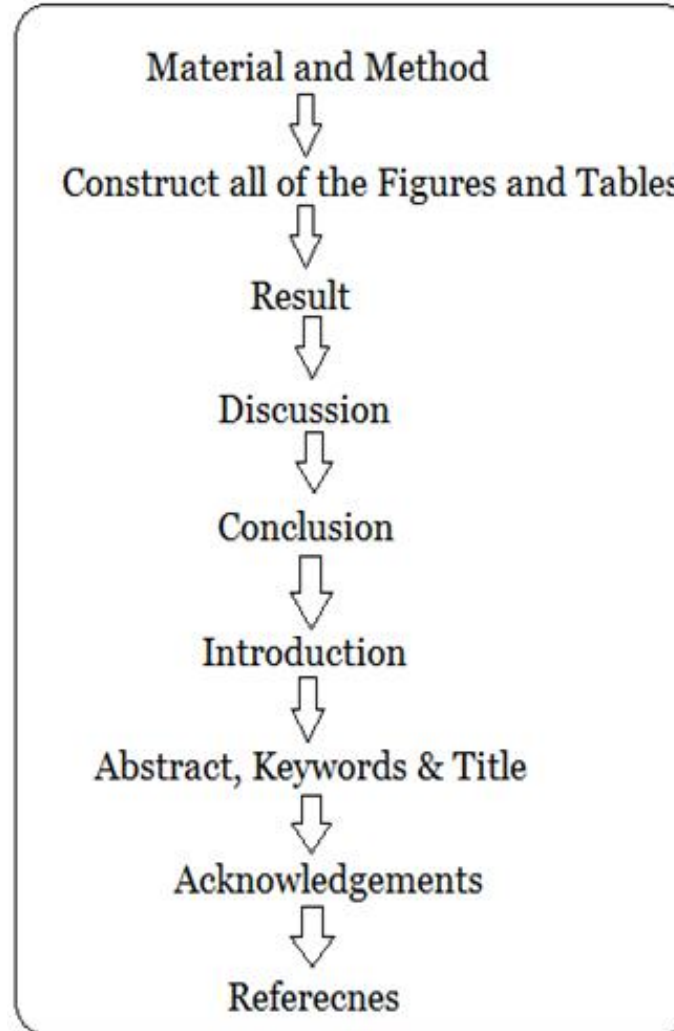 Material and Method
Construct all of the Figures and Tables
Result
Discussion
Conclusion
Introduction
Abstract, Keywords & Title
Acknowledgements
Referecnes